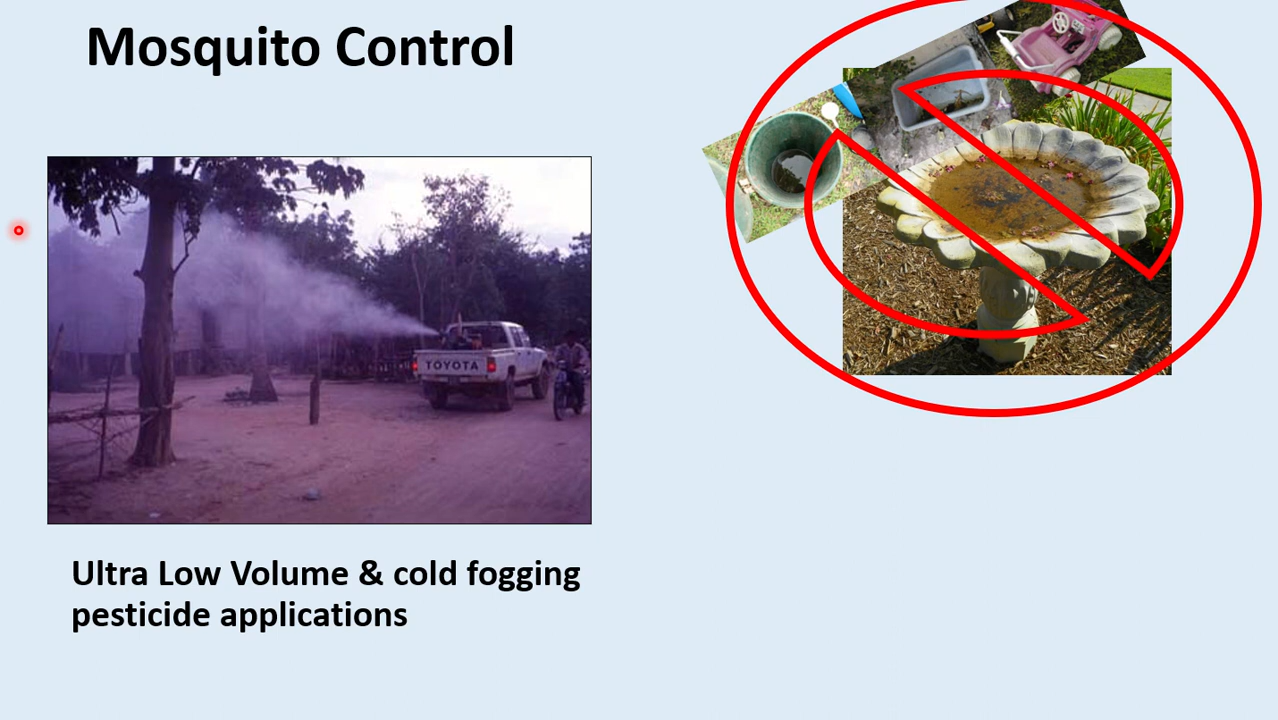 Mosquito Control
TOYOTA
Ultra Low Volume & cold fogging
pesticide applications